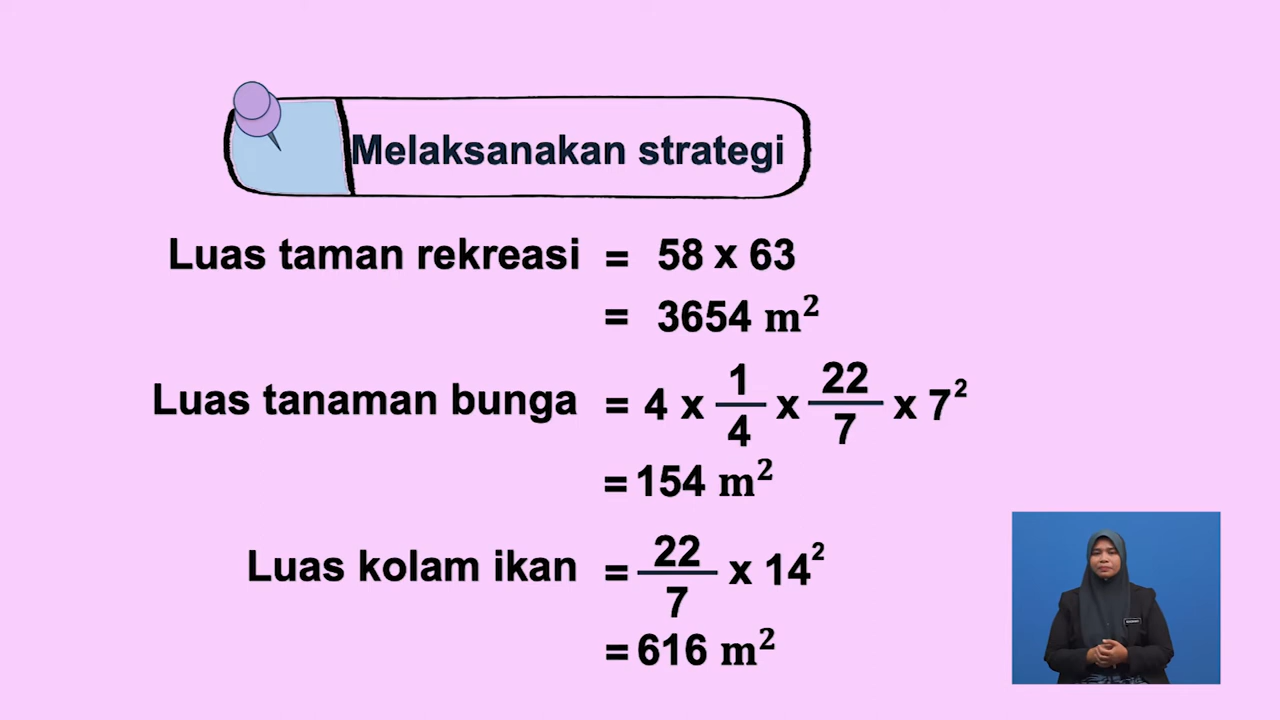 Melaksanakan strategi
Luas taman rekreasi = 58 x 63
= 3654 m²
Luas tanaman bunga = 4 x 1/4 x 22/7 x 7²
= 154 m²
Luas kolam ikan = 22/7 x 14²
= 616 m²